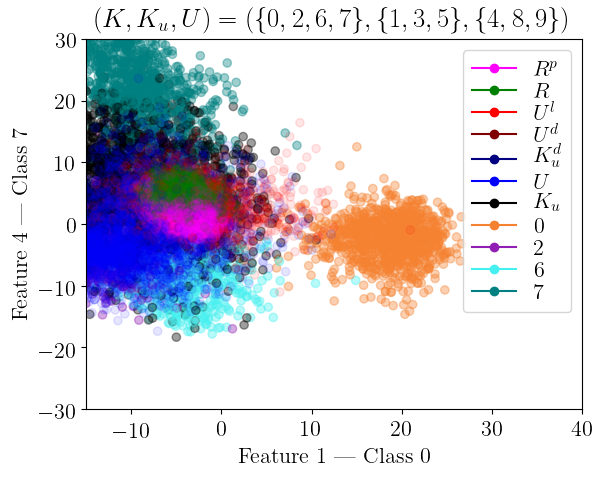 (K, K_u, U) = ({0, 2, 6, 7}, {1, 3, 5}, {4, 8, 9})
30
20
10
0
−10
−20
−30
Feature 4 — Class 7
−10
0
10
20
30
40
Feature 1 — Class 0
R^p
R
U^l
U^d
K_u^d
U
K_u
0
2
6
7